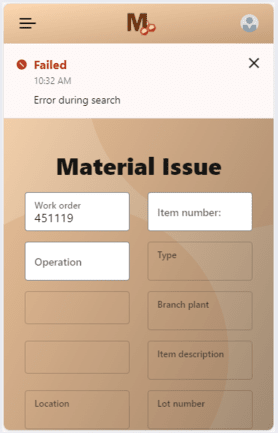 M
Failed
10:32 AM
Error during search
Material Issue
Work order
451119
Item number:
Operation
Type
Branch plant
Item description
Location
Lot number